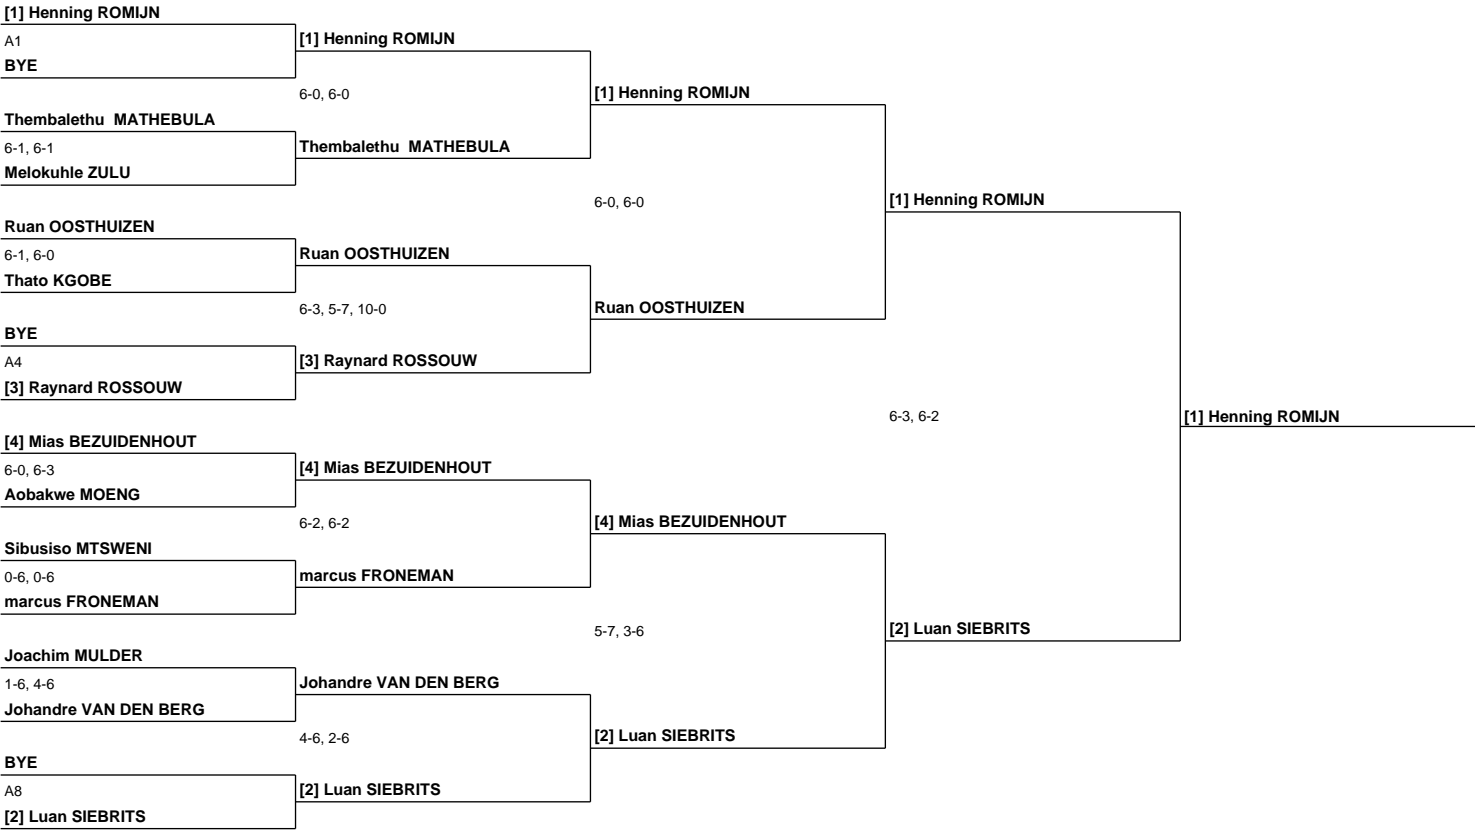 [1] Henning ROMIJN
A1
BYE
Thembalethu  MATHEBULA
6-1, 6-1
Melokuhle ZULU
Ruan OOSTHUIZEN
6-1, 6-0
Thato KGOBE
BYE
A4
[3] Raynard ROSSOUW
[4] Mias BEZUIDENHOUT
6-0, 6-3
Aobakwe MOENG
Sibusiso MTSWENI
0-6, 0-6
marcus FRONEMAN
Joachim MULDER
1-6, 4-6
Johandre VAN DEN BERG
BYE
A8
[2] Luan SIEBRITS
[1] Henning ROMIJN
6-0, 6-0
Thembalethu  MATHEBULA
Ruan OOSTHUIZEN
6-3, 5-7, 10-0
[3] Raynard ROSSOUW
[4] Mias BEZUIDENHOUT
6-2, 6-2
marcus FRONEMAN
Johandre VAN DEN BERG
4-6, 2-6
[2] Luan SIEBRITS
[1] Henning ROMIJN
6-0, 6-0
Ruan OOSTHUIZEN
[4] Mias BEZUIDENHOUT
5-7, 3-6
[2] Luan SIEBRITS
[1] Henning ROMIJN
6-3, 6-2
[2] Luan SIEBRITS
[1] Henning ROMIJN